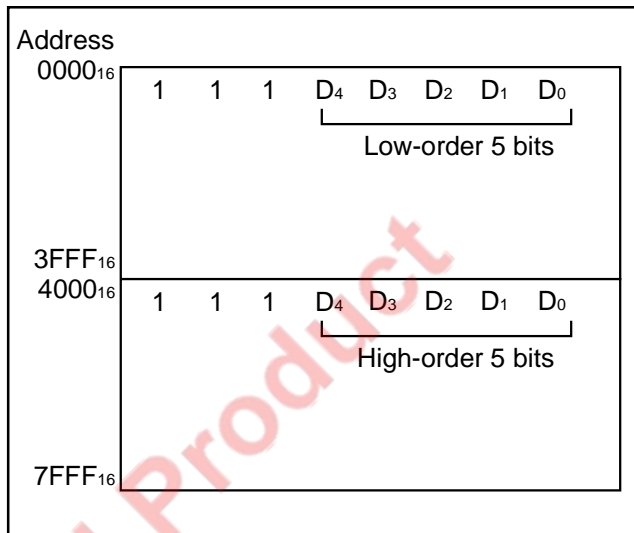 Address
0000₁₆
1 1 1 D₄ D₃ D₂ D₁ D₀
Low-order 5 bits
3FFF₁₆
4000₁₆
1 1 1 D₄ D₃ D₂ D₁ D₀
High-order 5 bits
7FFF₁₆
Product